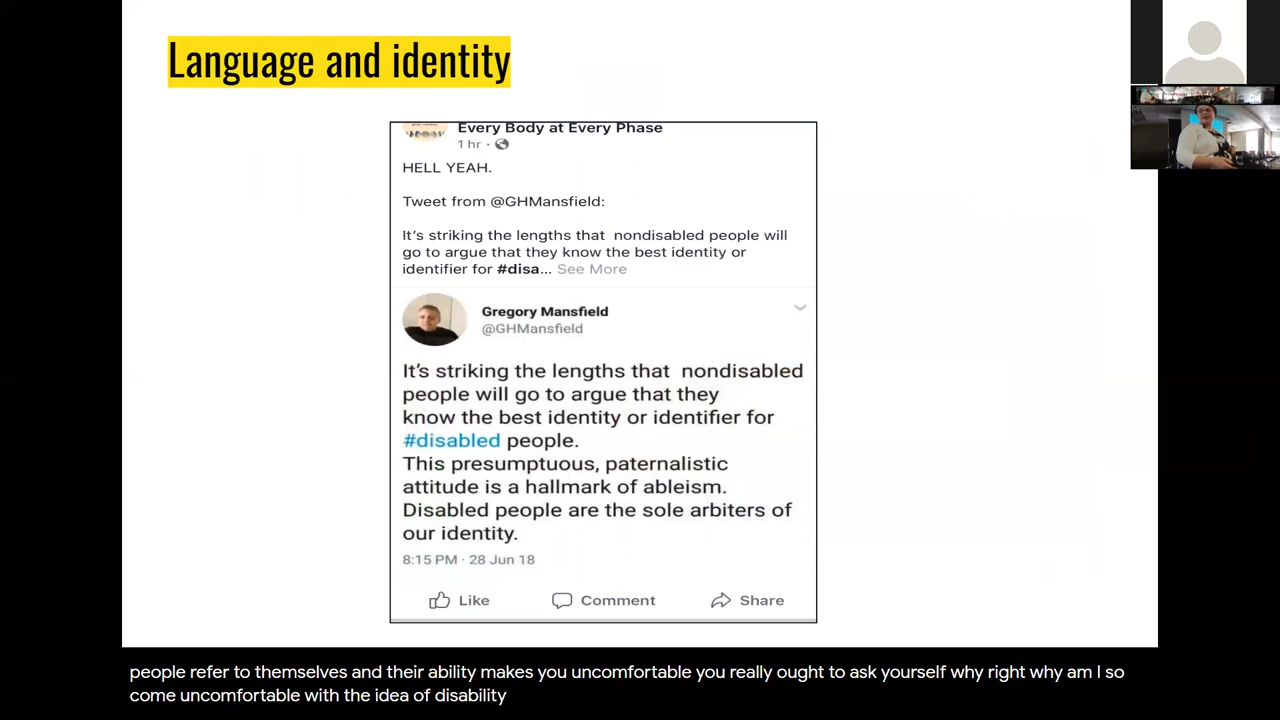 Language and identity
Every Body at Every Phase
1 hr ·
HELL YEAH.
Tweet from @GHMansfield:
It's striking the lengths that nondisabled people will
go to argue that they know the best identity or
identifier for #disa... See More
Gregory Mansfield
@GHMansfield
It's striking the lengths that nondisabled
people will go to argue that they
know the best identity or identifier for
#disabled people.
This presumptuous, paternalistic
attitude is a hallmark of ableism.
Disabled people are the sole arbiters of
our identity.
8:15 PM · 28 Jun 18
Like Comment Share
people refer to themselves and their ability makes you uncomfortable you really ought to ask yourself why right why am I so
come uncomfortable with the idea of disability